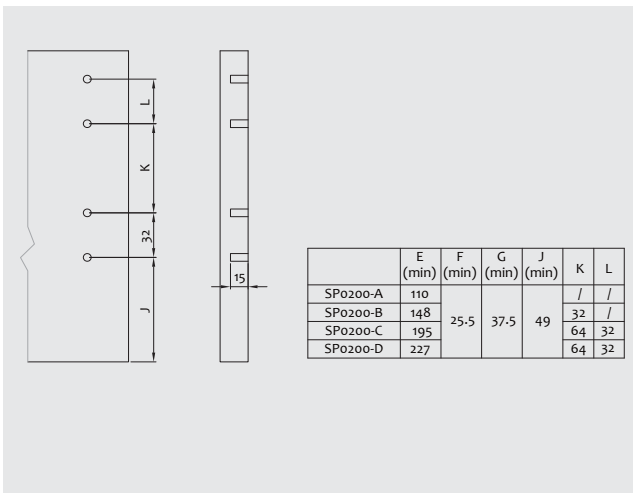 L
K
32
15
J
E (min) F (min) G (min) J (min) K L
SP0200-A 110 25.5 37.5 49 / /
SP0200-B 148 32 /
SP0200-C 195 64 32
SP0200-D 227 64 32